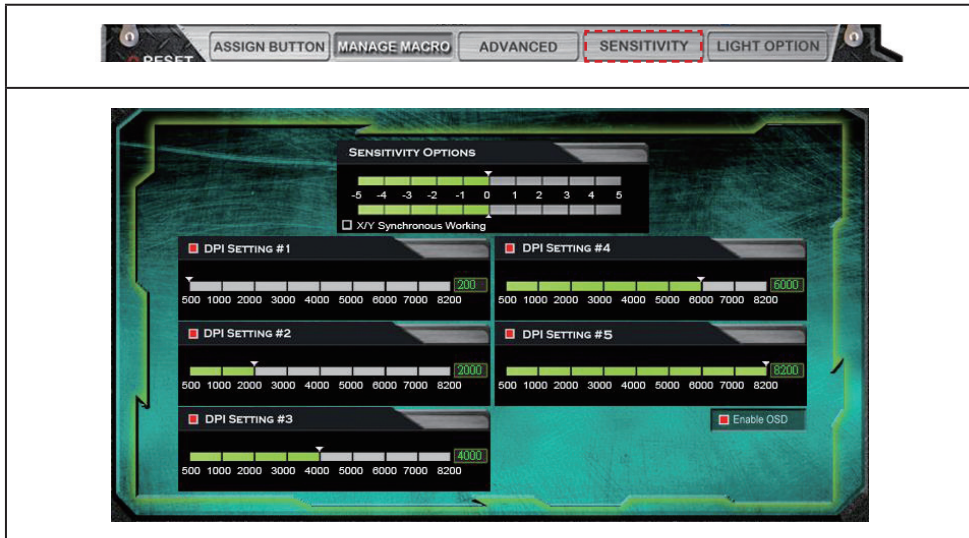 RESET
ASSIGN BUTTON MANAGE MACRO ADVANCED SENSITIVITY LIGHT OPTION
SENSITIVITY OPTIONS
-5 -4 -3 -2 -1 0 1 2 3 4 5
X/Y Synchronous Working
DPI SETTING #1
200
500 1000 2000 3000 4000 5000 6000 7000 8200
DPI SETTING #2
2000
500 1000 2000 3000 4000 5000 6000 7000 8200
DPI SETTING #3
4000
500 1000 2000 3000 4000 5000 6000 7000 8200
DPI SETTING #4
6000
500 1000 2000 3000 4000 5000 6000 7000 8200
DPI SETTING #5
8200
500 1000 2000 3000 4000 5000 6000 7000 8200
Enable OSD